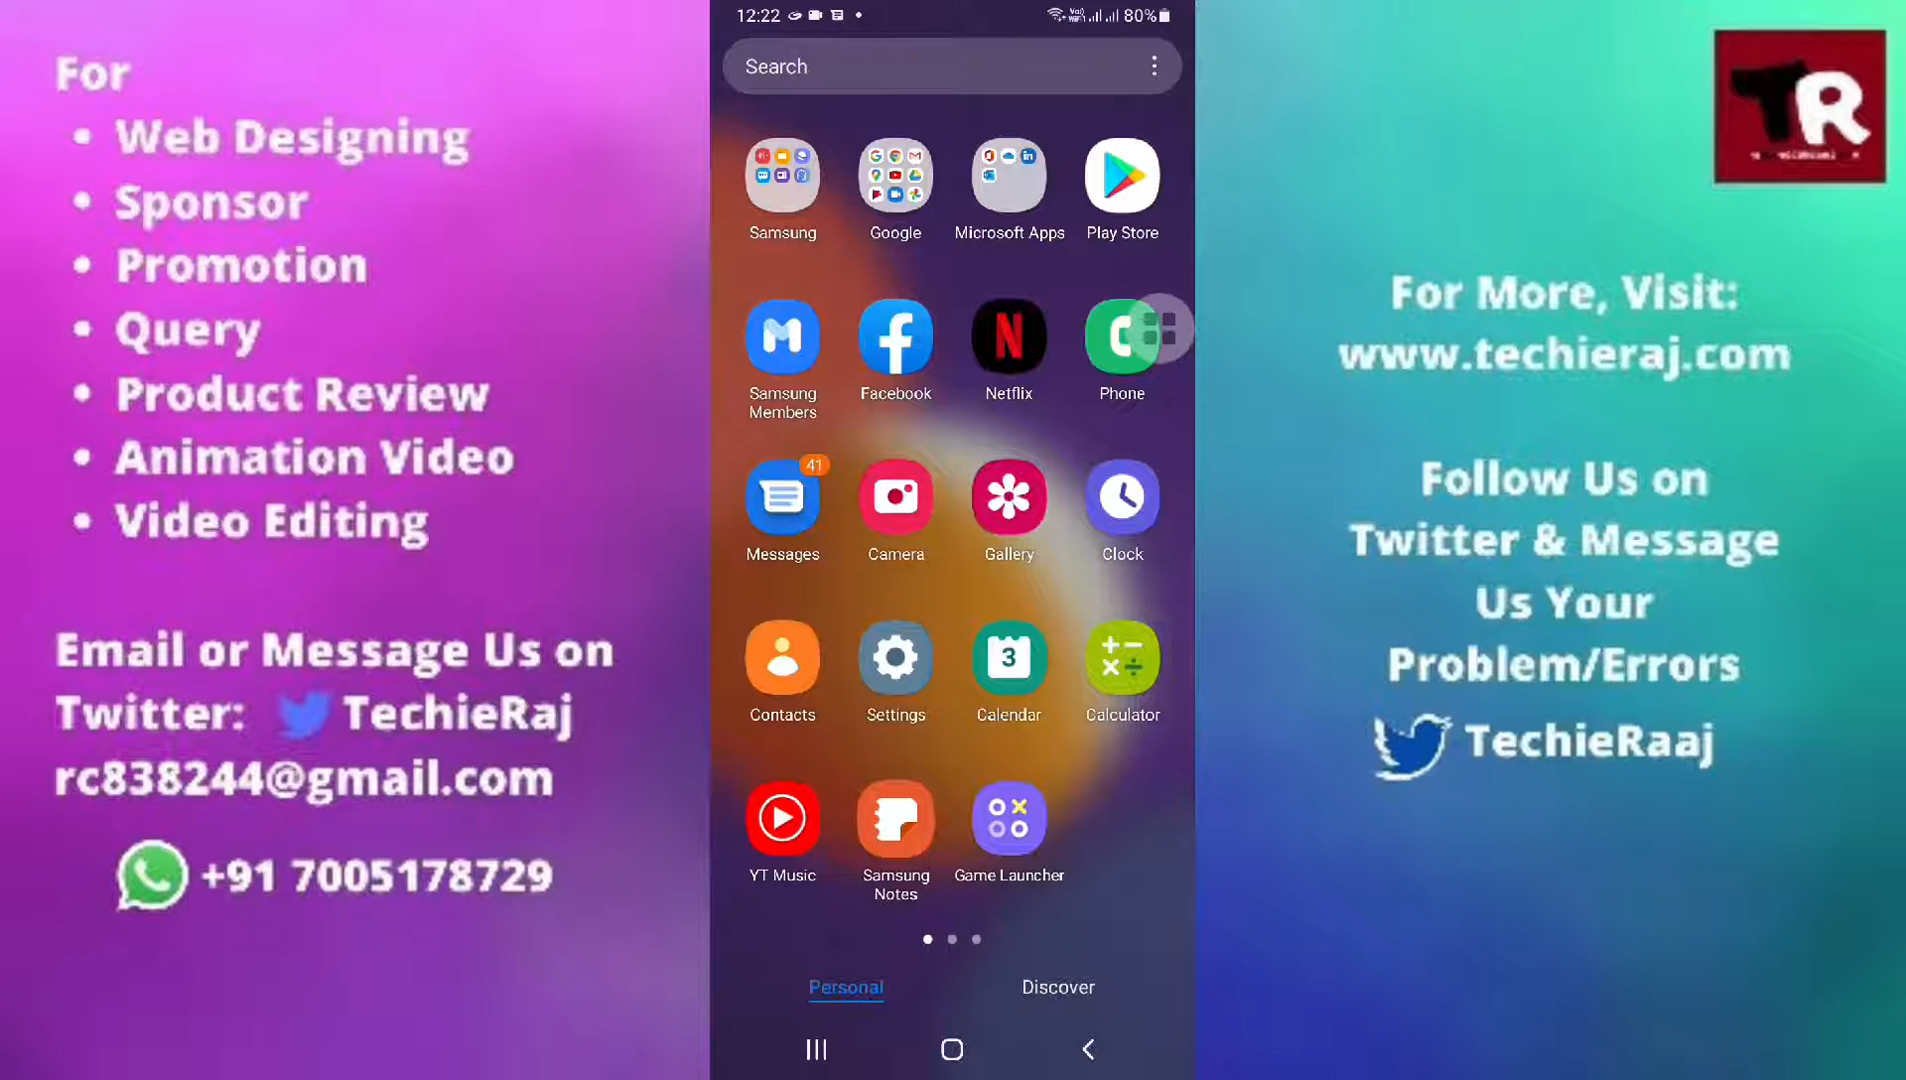 For
• Web Designing
• Sponsor
• Promotion
• Query
• Product Review
• Animation Video
• Video Editing
Email or Message Us on
Twitter: TechieRaj
rc838244@gmail.com
+91 7005178729
12:22 80%
Search
Samsung Google Microsoft Apps Play Store
Samsung Members Facebook Netflix Phone
41
Messages Camera Gallery Clock
3
Contacts Settings Calendar Calculator
YT Music Samsung Notes Game Launcher
Personal Discover
TR
For More, Visit:
www.techieraj.com
Follow Us on
Twitter & Message
Us Your
Problem/Errors
TechieRaaj